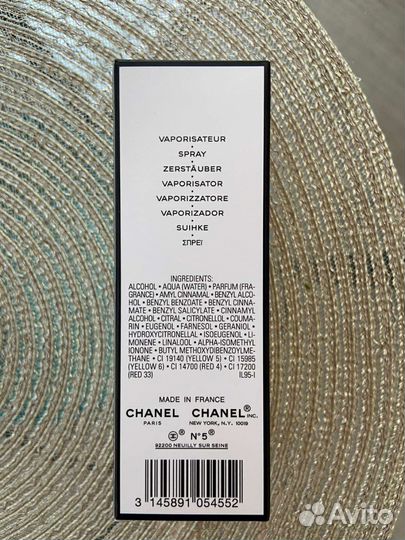 VAPORISATEUR
•
SPRAY
•
ZERSTÄUBER
•
VAPORISATOR
•
VAPORIZZATORE
•
VAPORIZADOR
•
SUIHKE
•
ΣΠΡΕΪ
INGREDIENTS:
ALCOHOL • AQUA (WATER) • PARFUM (FRA-
GRANCE) • AMYL CINNAMAL • BENZYL ALCO-
HOL • BENZYL BENZOATE • BENZYL CINNA-
MATE • BENZYL SALICYLATE • CINNAMYL
ALCOHOL • CITRAL • CITRONELLOL • COUMA-
RIN • EUGENOL • FARNESOL • GERANIOL •
HYDROXYCITRONELLAL • ISOEUGENOL • LI-
MONENE • LINALOOL • ALPHA-ISOMETHYL
IONONE • BUTYL METHOXYDIBENZOYLME-
THANE • CI 19140 (YELLOW 5) • CI 15985
(YELLOW 6) • CI 14700 (RED 4) • CI 17200
(RED 33) IL95-I
MADE IN FRANCE
CHANEL CHANEL® INC.
PARIS NEW YORK, N.Y. 10019
® N°5®
92200 NEUILLY SUR SEINE
3 145891 054552
Avito